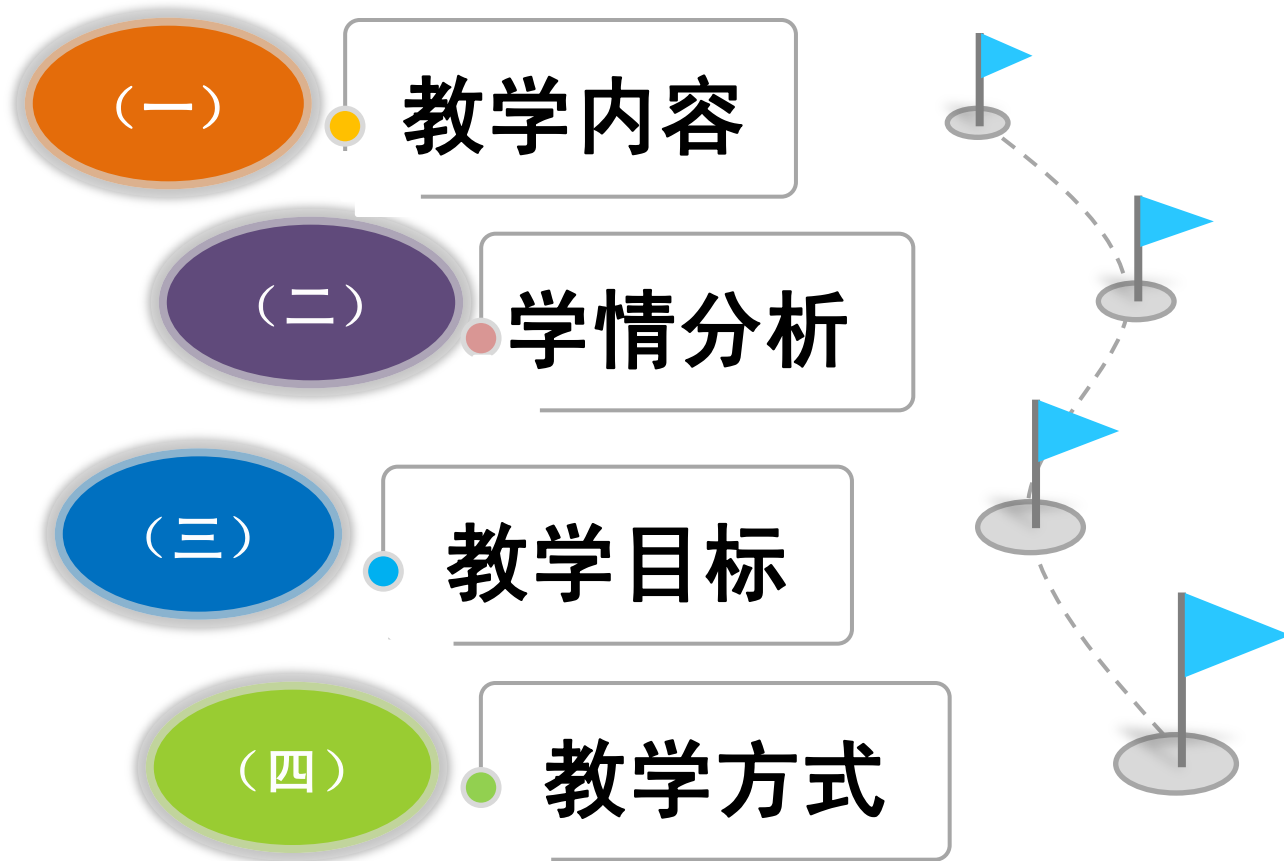 （一）
教学内容
（二）
学情分析
（三）
教学目标
（四）
教学方式